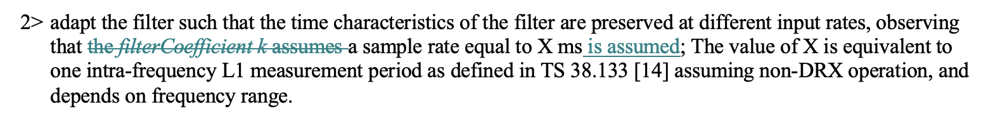 2> adapt the filter such that the time characteristics of the filter are preserved at different input rates, observing
that the filterCoefficient k assumes a sample rate equal to X ms is assumed; The value of X is equivalent to
one intra-frequency L1 measurement period as defined in TS 38.133 [14] assuming non-DRX operation, and
depends on frequency range.